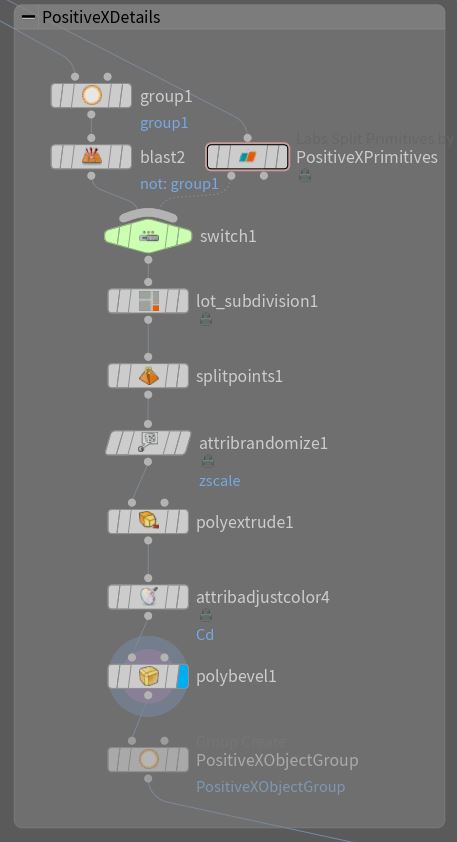 PositiveXDetails
group1
group1
blast2
Labs Split Primitives by
PositiveXPrimitives
not: group1
switch1
lot_subdivision1
splitpoints1
attribrandomize1
zscale
polyextrude1
attribadjustcolor4
Cd
polybevel1
Group Create
PositiveXObjectGroup
PositiveXObjectGroup